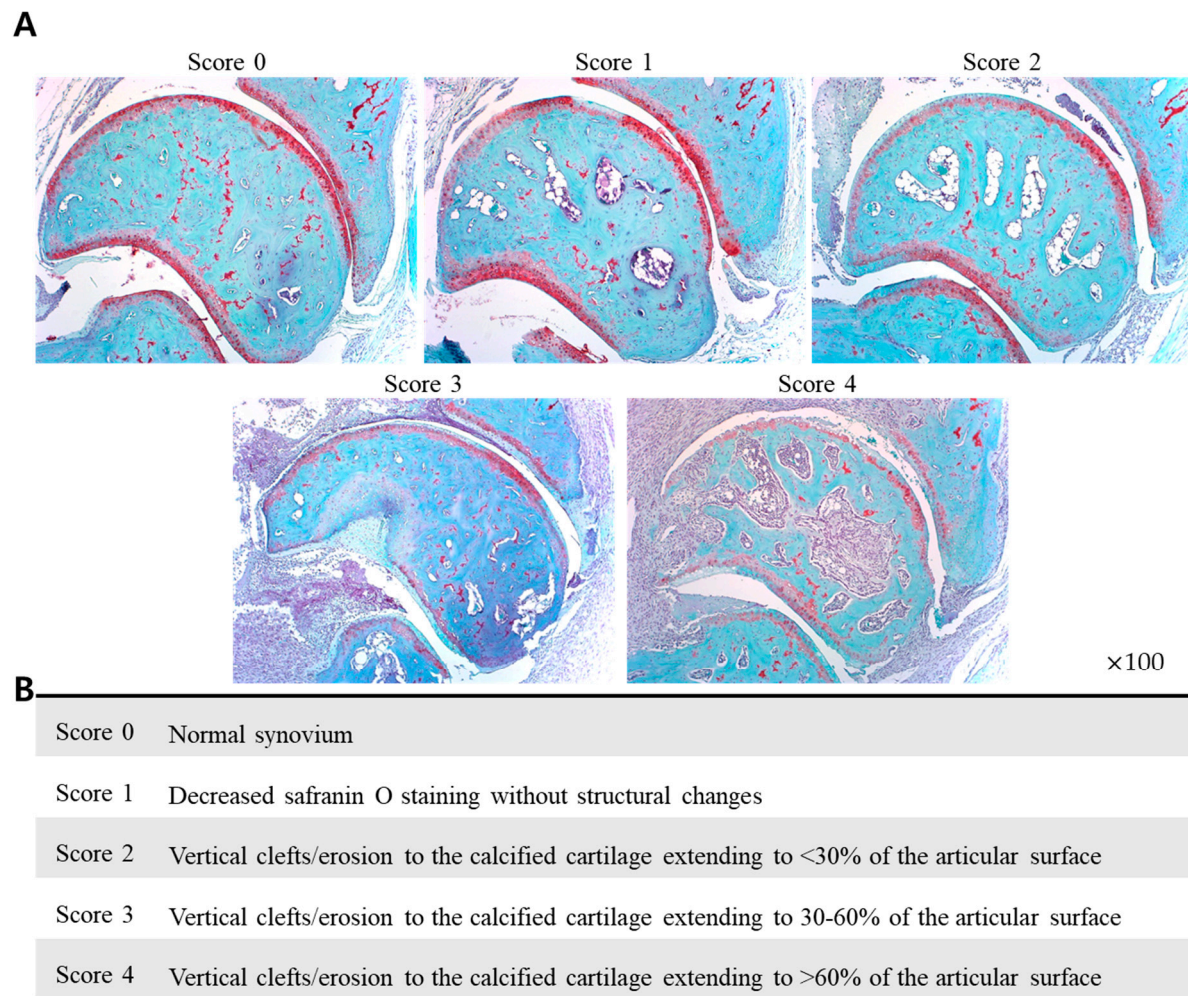 A
Score 0
Score 1
Score 2
Score 3
Score 4
×100
B
Score 0 Normal synovium
Score 1 Decreased safranin O staining without structural changes
Score 2 Vertical clefts/erosion to the calcified cartilage extending to <30% of the articular surface
Score 3 Vertical clefts/erosion to the calcified cartilage extending to 30-60% of the articular surface
Score 4 Vertical clefts/erosion to the calcified cartilage extending to >60% of the articular surface